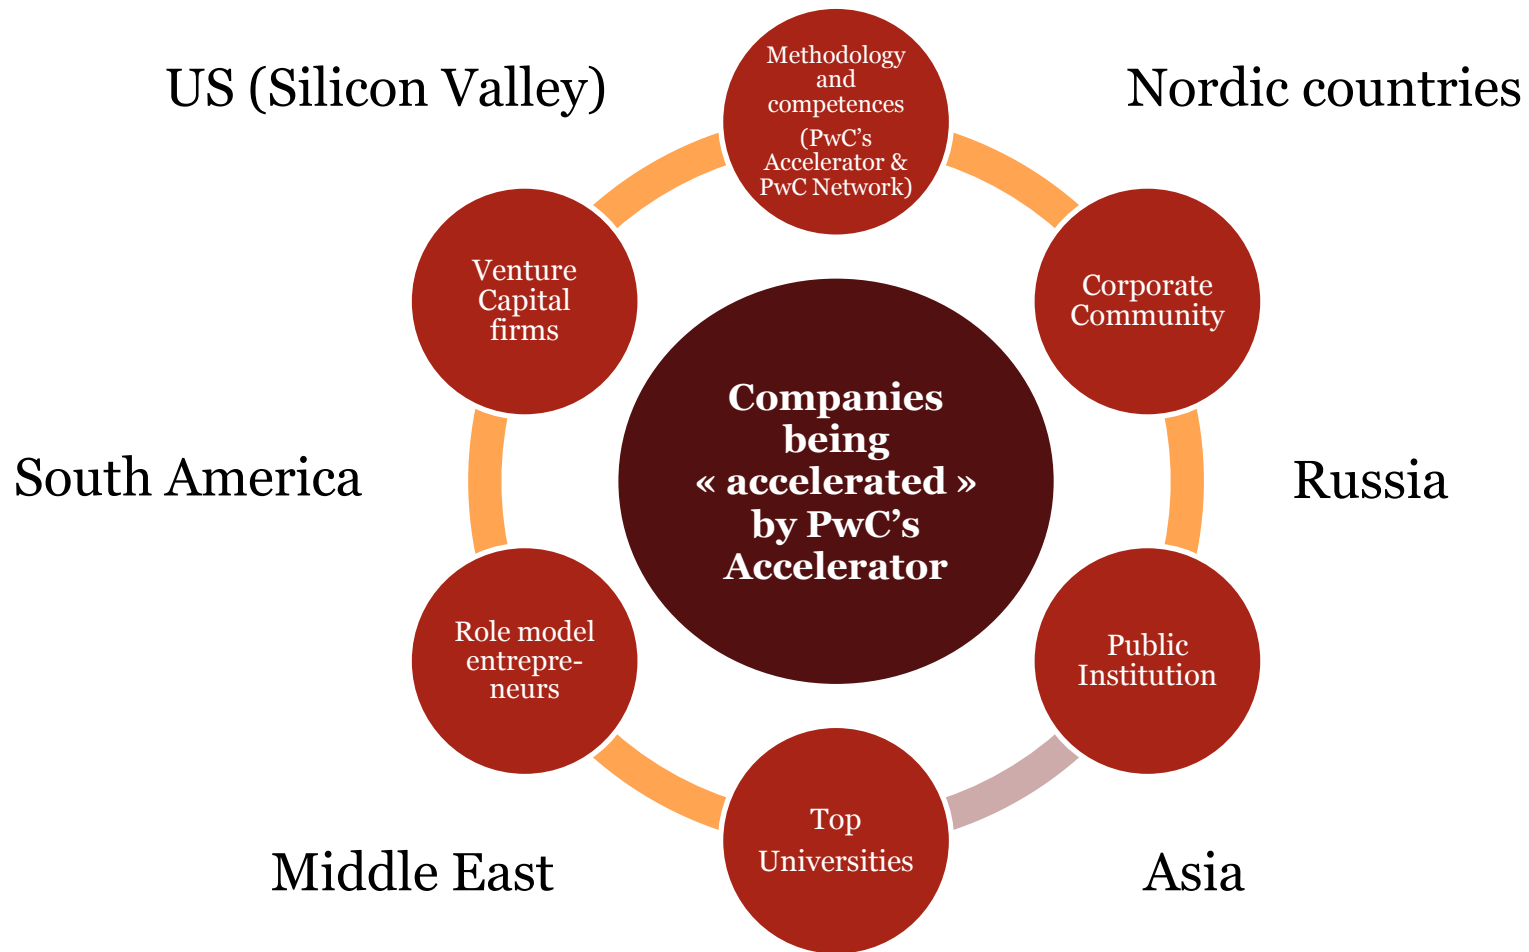 Methodology
and
competences
(PwC’s
Accelerator &
PwC Network)
US (Silicon Valley)
Nordic countries
Venture
Capital
firms
Corporate
Community
Companies
being
« accelerated »
by PwC’s
Accelerator
South America
Russia
Role model
entrepre-
neurs
Public
Institution
Top
Universities
Middle East
Asia